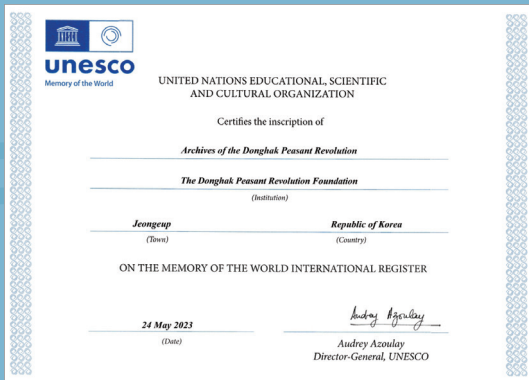 unesco
Memory of the World
UNITED NATIONS EDUCATIONAL, SCIENTIFIC
AND CULTURAL ORGANIZATION
Certifies the inscription of
Archives of the Donghak Peasant Revolution
The Donghak Peasant Revolution Foundation
(Institution)
Jeongeup Republic of Korea
(Town) (Country)
ON THE MEMORY OF THE WORLD INTERNATIONAL REGISTER
24 May 2023
(Date)
Audrey Azoulay
Audrey Azoulay
Director-General, UNESCO